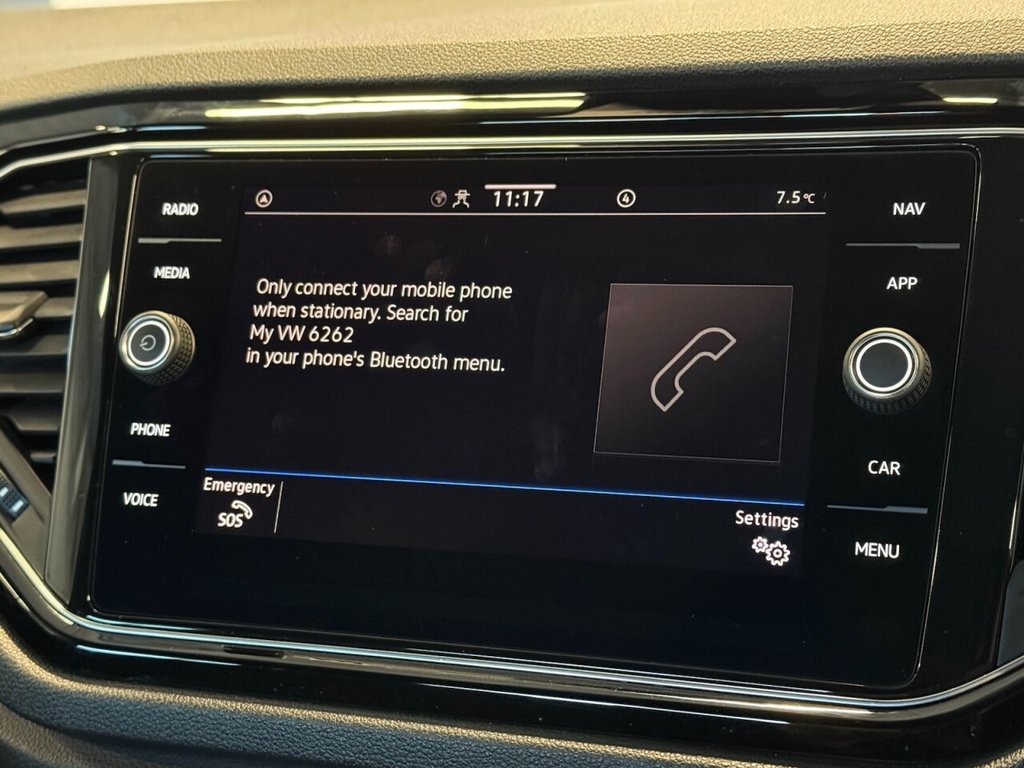 RADIO
MEDIA
PHONE
VOICE
11:17
4
7.5°C
Only connect your mobile phone
when stationary. Search for
My VW 6262
in your phone's Bluetooth menu.
Emergency
SOS
Settings
NAV
APP
CAR
MENU